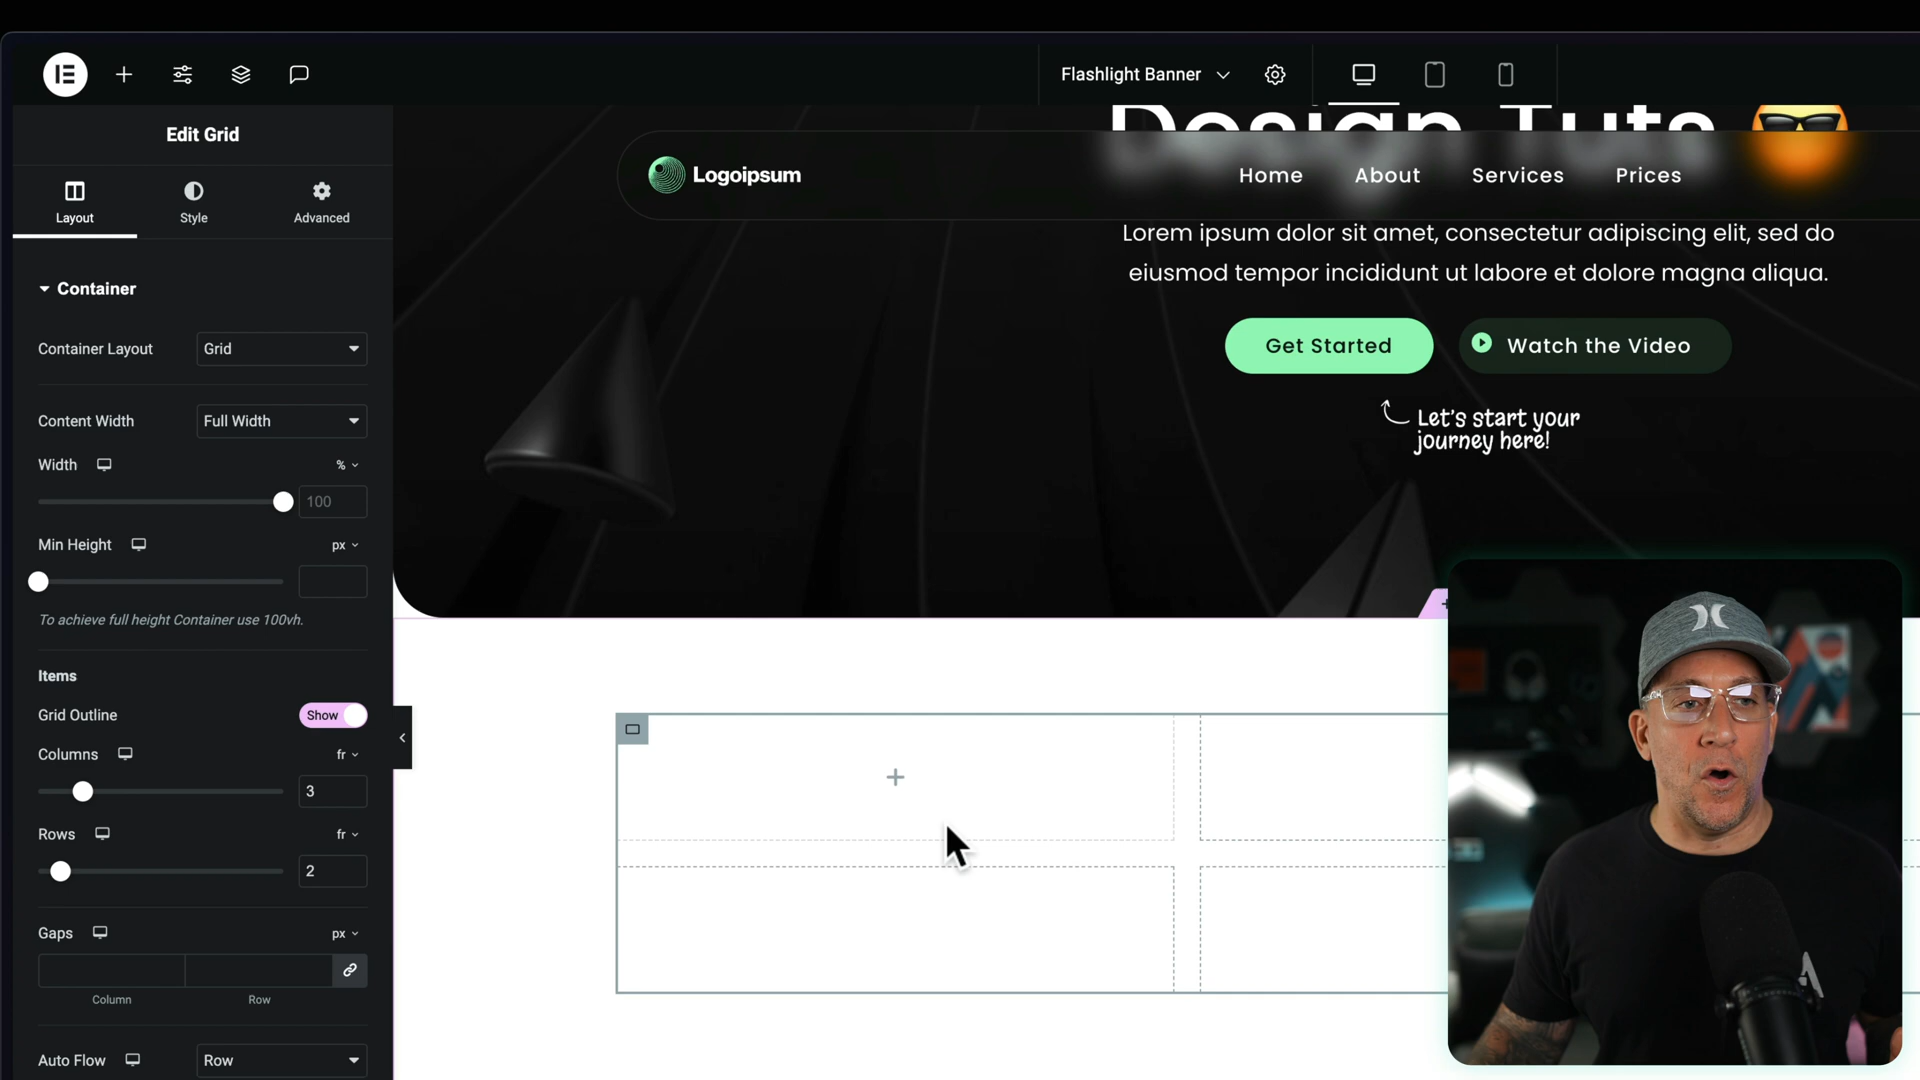 Flashlight Banner
Edit Grid
Design Tuts
Logoipsum
Home
About
Services
Prices
Layout
Style
Advanced
Lorem ipsum dolor sit amet, consectetur adipiscing elit, sed do
eiusmod tempor incididunt ut labore et dolore magna aliqua.
Container
Container Layout
Grid
Get Started
Watch the Video
Content Width
Full Width
Let's start your
journey here!
Width
%
100
Min Height
px
To achieve full height Container use 100vh.
Items
Grid Outline
Show
Columns
fr
3
Rows
fr
2
Gaps
px
Column
Row
Auto Flow
Row